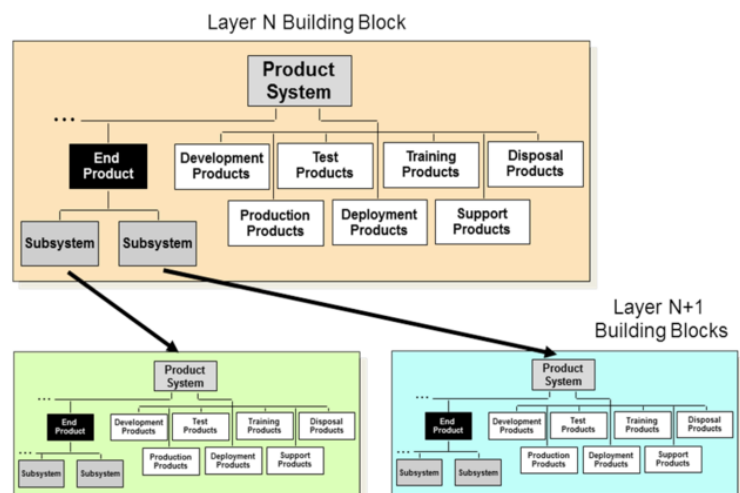 Layer N Building Block
Product
System
...
End
Product
Development
Products
Test
Products
Training
Products
Disposal
Products
Subsystem
Subsystem
Production
Products
Deployment
Products
Support
Products
Layer N+1
Building Blocks
Product
System
...
End
Product
Development
Products
Test
Products
Training
Products
Disposal
Products
...
Production
Products
Deployment
Products
Support
Products
Subsystem
Subsystem
Product
System
...
End
Product
Development
Products
Test
Products
Training
Products
Disposal
Products
...
Production
Products
Deployment
Products
Support
Products
Subsystem
Subsystem